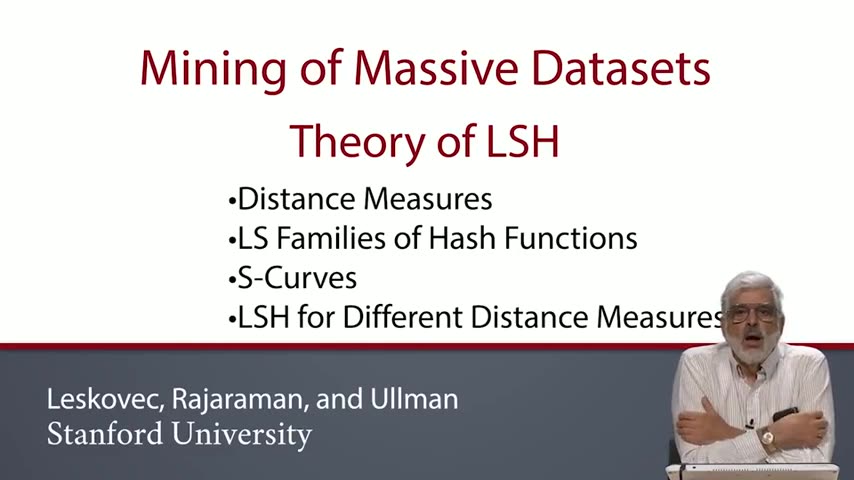 Mining of Massive Datasets
Theory of LSH
•Distance Measures
•LS Families of Hash Functions
•S-Curves
•LSH for Different Distance Measures
Leskovec, Rajaraman, and Ullman
Stanford University